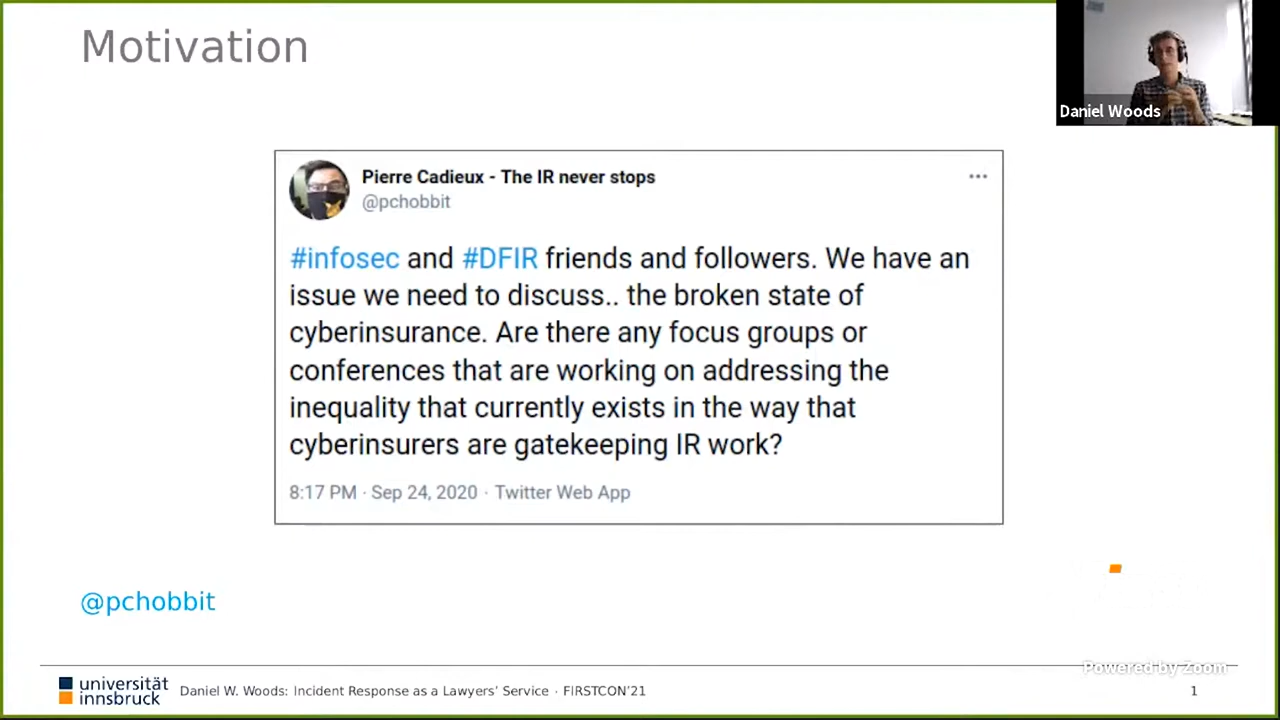 Motivation
Daniel Woods
Pierre Cadieux - The IR never stops
@pchobbit
#infosec and #DFIR friends and followers. We have an
issue we need to discuss.. the broken state of
cyberinsurance. Are there any focus groups or
conferences that are working on addressing the
inequality that currently exists in the way that
cyberinsurers are gatekeeping IR work?
8:17 PM · Sep 24, 2020 · Twitter Web App
@pchobbit
Powered by Zoom
universität
innsbruck
Daniel W. Woods: Incident Response as a Lawyers' Service · FIRSTCON'21
1